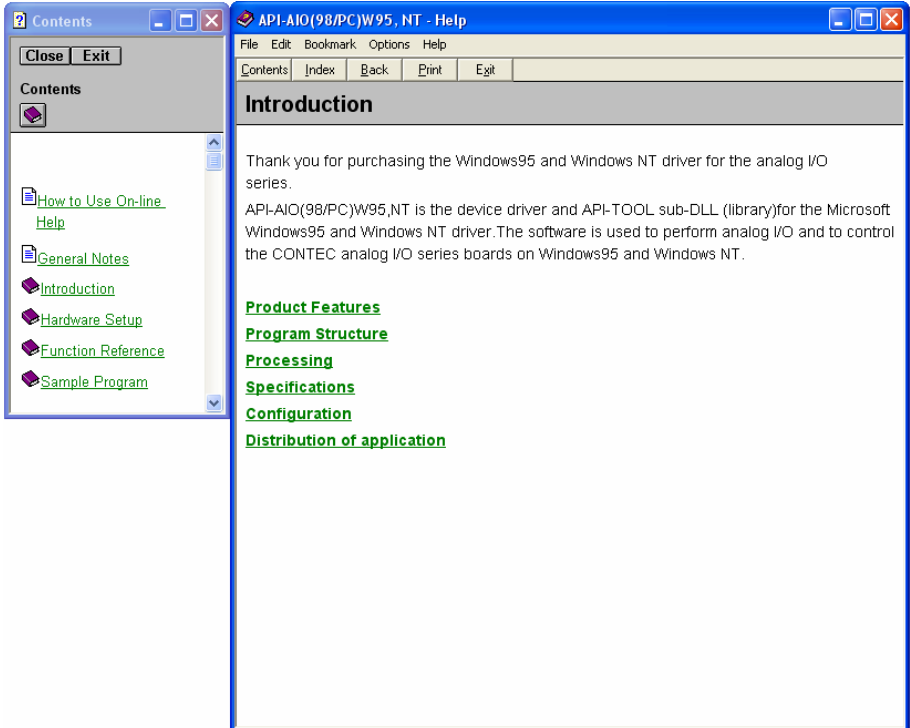 Contents
Close Exit
Contents
How to Use On-line
Help
General Notes
Introduction
Hardware Setup
Function Reference
Sample Program
API-AIO(98/PC)W95, NT - Help
File Edit Bookmark Options Help
Contents Index Back Print Exit
Introduction
Thank you for purchasing the Windows95 and Windows NT driver for the analog I/O
series.
API-AIO(98/PC)W95,NT is the device driver and API-TOOL sub-DLL (library)for the Microsoft
Windows95 and Windows NT driver.The software is used to perform analog I/O and to control
the CONTEC analog I/O series boards on Windows95 and Windows NT.
Product Features
Program Structure
Processing
Specifications
Configuration
Distribution of application